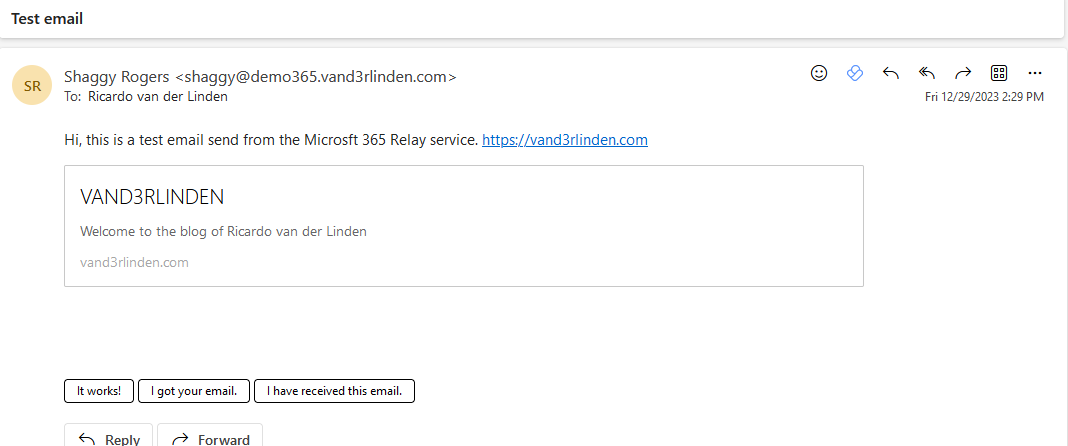 Test email
SR
Shaggy Rogers <shaggy@demo365.vand3rlinden.com>
To: Ricardo van der Linden
Fri 12/29/2023 2:29 PM
Hi, this is a test email send from the Microsft 365 Relay service. https://vand3rlinden.com
VAND3RLINDEN
Welcome to the blog of Ricardo van der Linden
vand3rlinden.com
It works! I got your email. I have received this email.
Reply Forward